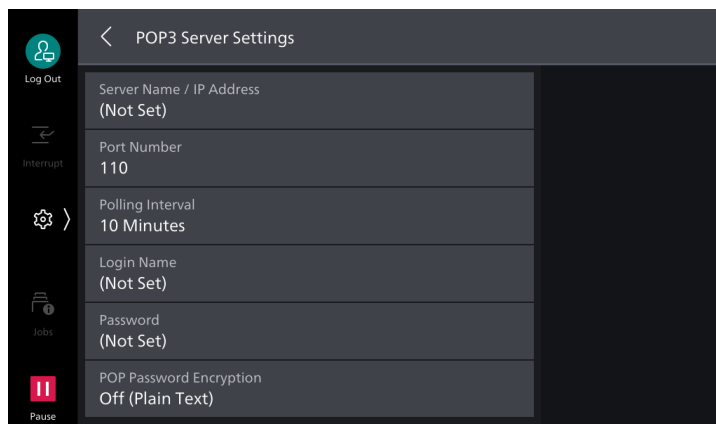 POP3 Server Settings
Log Out
Server Name / IP Address
(Not Set)
Interrupt
Port Number
110
Polling Interval
10 Minutes
Login Name
(Not Set)
Jobs
Password
(Not Set)
Pause
POP Password Encryption
Off (Plain Text)